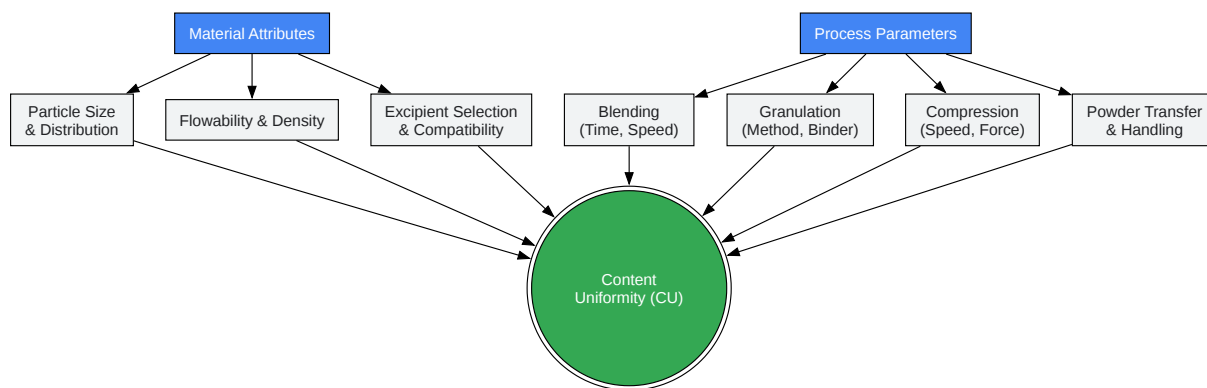 Material Attributes
Process Parameters
Particle Size
& Distribution
Flowability & Density
Excipient Selection
& Compatibility
Blending
(Time, Speed)
Granulation
(Method, Binder)
Compression
(Speed, Force)
Powder Transfer
& Handling
Content
Uniformity (CU)